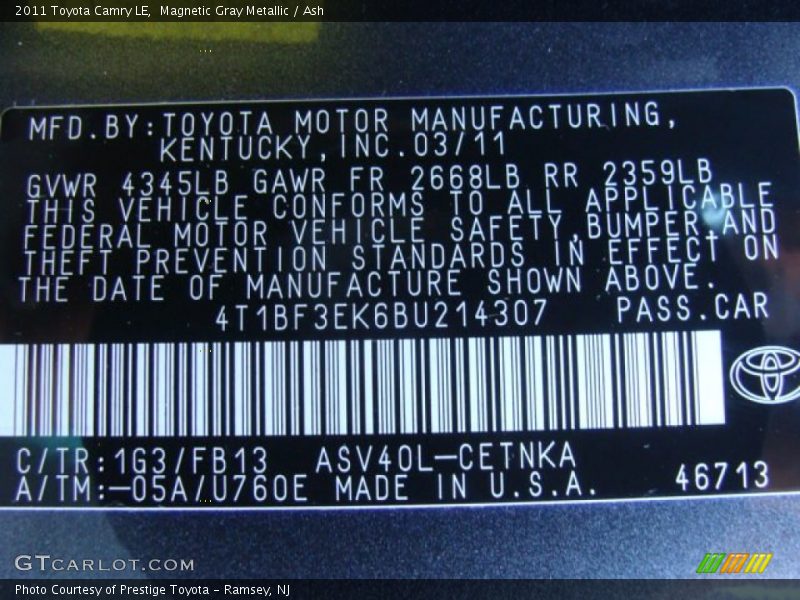 2011 Toyota Camry LE, Magnetic Gray Metallic / Ash
MFD.BY:TOYOTA MOTOR MANUFACTURING,
KENTUCKY,INC.03/11
GVWR 4345LB GAWR FR 2668LB RR 2359LB
THIS VEHICLE CONFORMS TO ALL APPLICABLE
FEDERAL MOTOR VEHICLE SAFETY,BUMPER,AND
THEFT PREVENTION STANDARDS IN EFFECT ON
THE DATE OF MANUFACTURE SHOWN ABOVE.
4T1BF3EK6BU214307 PASS.CAR
C/TR:1G3/FB13 ASV40L-CETNKA
A/TM:-05A/U760E MADE IN U.S.A. 46713
GTCARLOT.COM
Photo Courtesy of Prestige Toyota - Ramsey, NJ